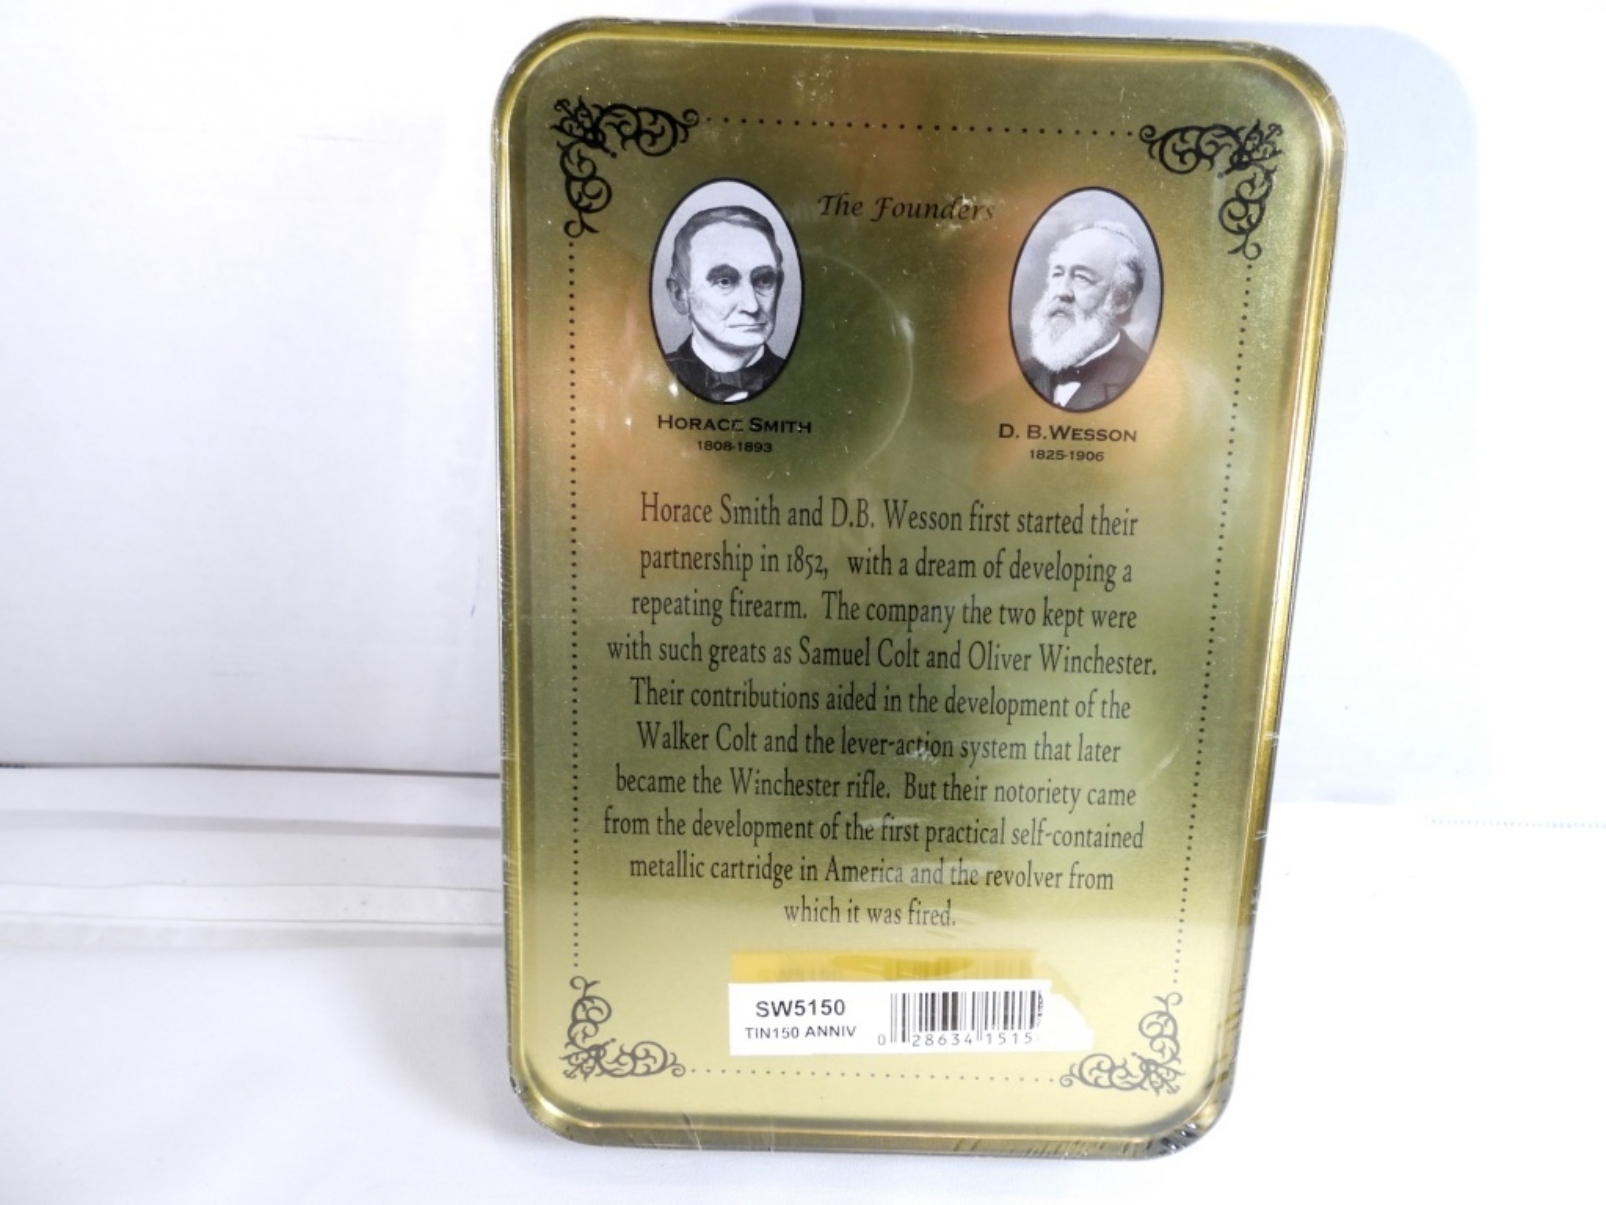 The Founders
HORACE SMITH
1808-1893
D. B. WESSON
1825-1906
Horace Smith and D.B. Wesson first started their
partnership in 1852, with a dream of developing a
repeating firearm. The company the two kept were
with such greats as Samuel Colt and Oliver Winchester.
Their contributions aided in the development of the
Walker Colt and the lever-action system that later
became the Winchester rifle. But their notoriety came
from the development of the first practical self-contained
metallic cartridge in America and the revolver from
which it was fired.
SW5150
TIN150 ANNIV
0 28634 1515